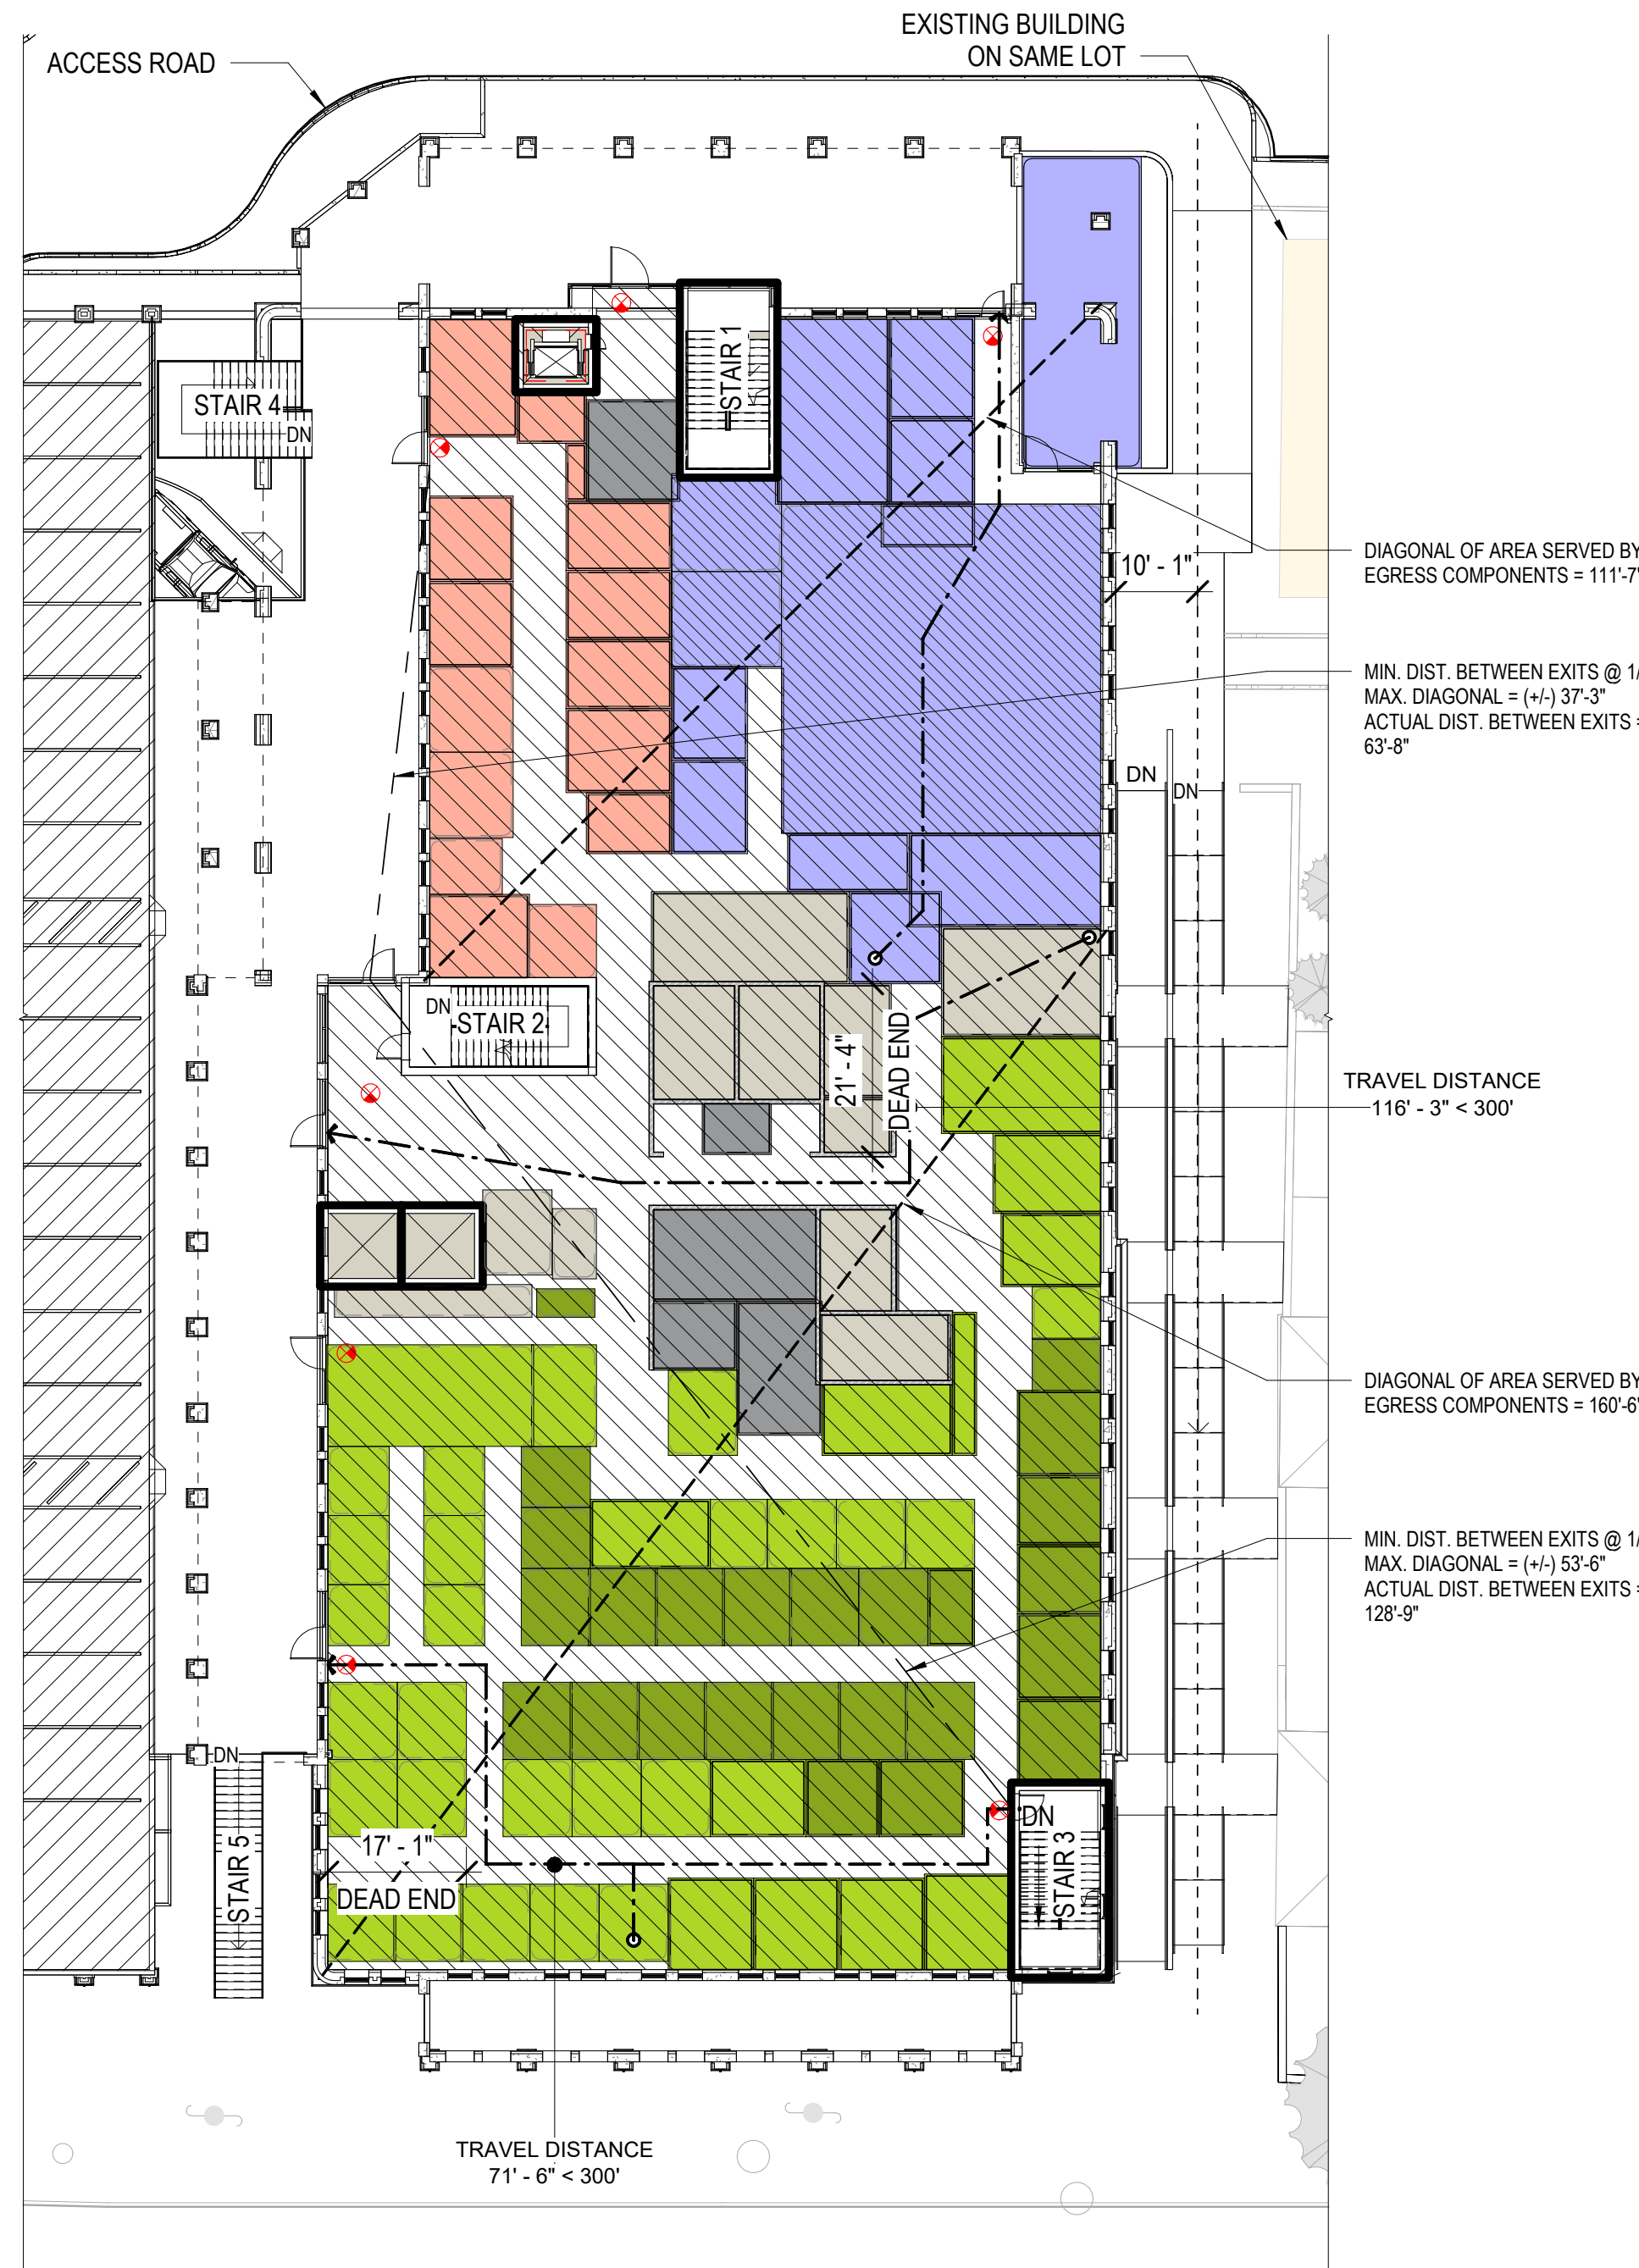 EXISTING BUILDING
ON SAME LOT
ACCESS ROAD
STAIR 1
STAIR 4
DN
DIAGONAL OF AREA SERVED BY
EGRESS COMPONENTS = 111'-7"
10' - 1"
MIN. DIST. BETWEEN EXITS @ 1/
MAX. DIAGONAL = (+/-) 37'-3"
ACTUAL DIST. BETWEEN EXITS =
63'-8"
DN
DN
DN
STAIR 2
21' - 4"
DEAD END
TRAVEL DISTANCE
116' - 3" < 300'
DIAGONAL OF AREA SERVED BY
EGRESS COMPONENTS = 160'-6"
MIN. DIST. BETWEEN EXITS @ 1/
MAX. DIAGONAL = (+/-) 53'-6"
ACTUAL DIST. BETWEEN EXITS =
128'-9"
DN
STAIR 5
17' - 1"
DEAD END
DN
STAIR 3
DN
TRAVEL DISTANCE
71' - 6" < 300'